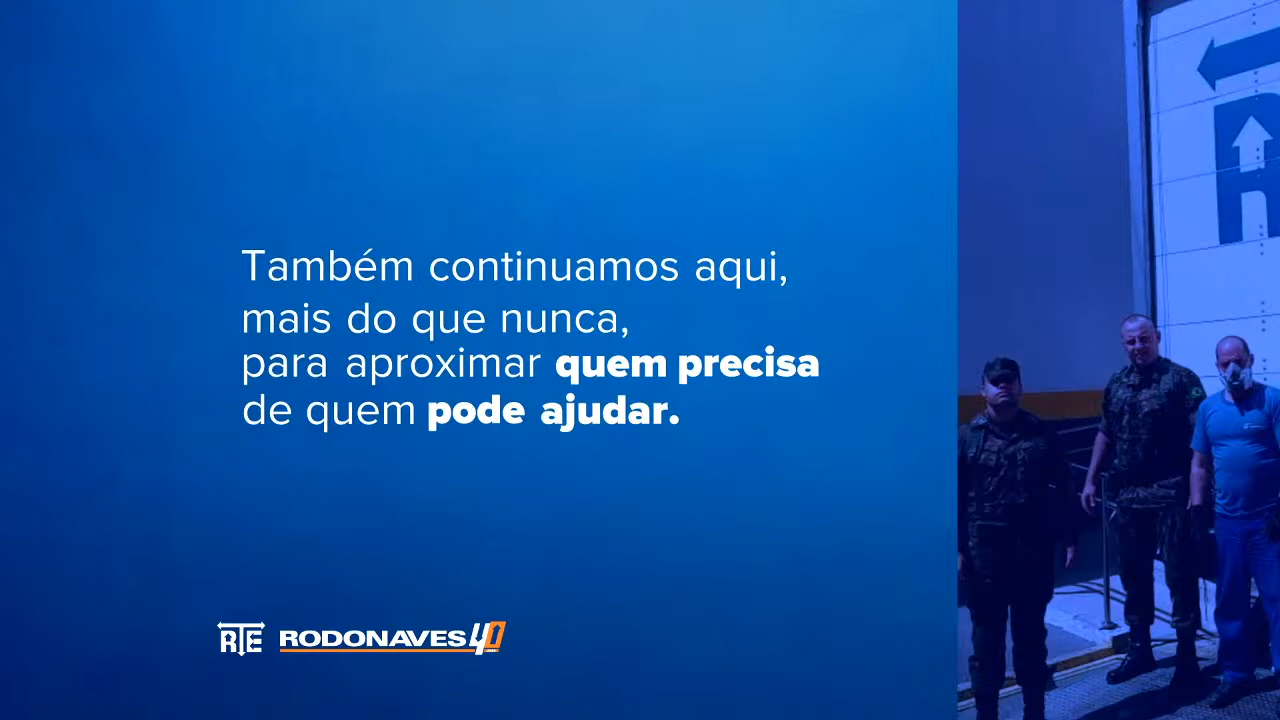 Também continuamos aqui,
mais do que nunca,
para aproximar quem precisa
de quem pode ajudar.
RTE RODONAVES 40